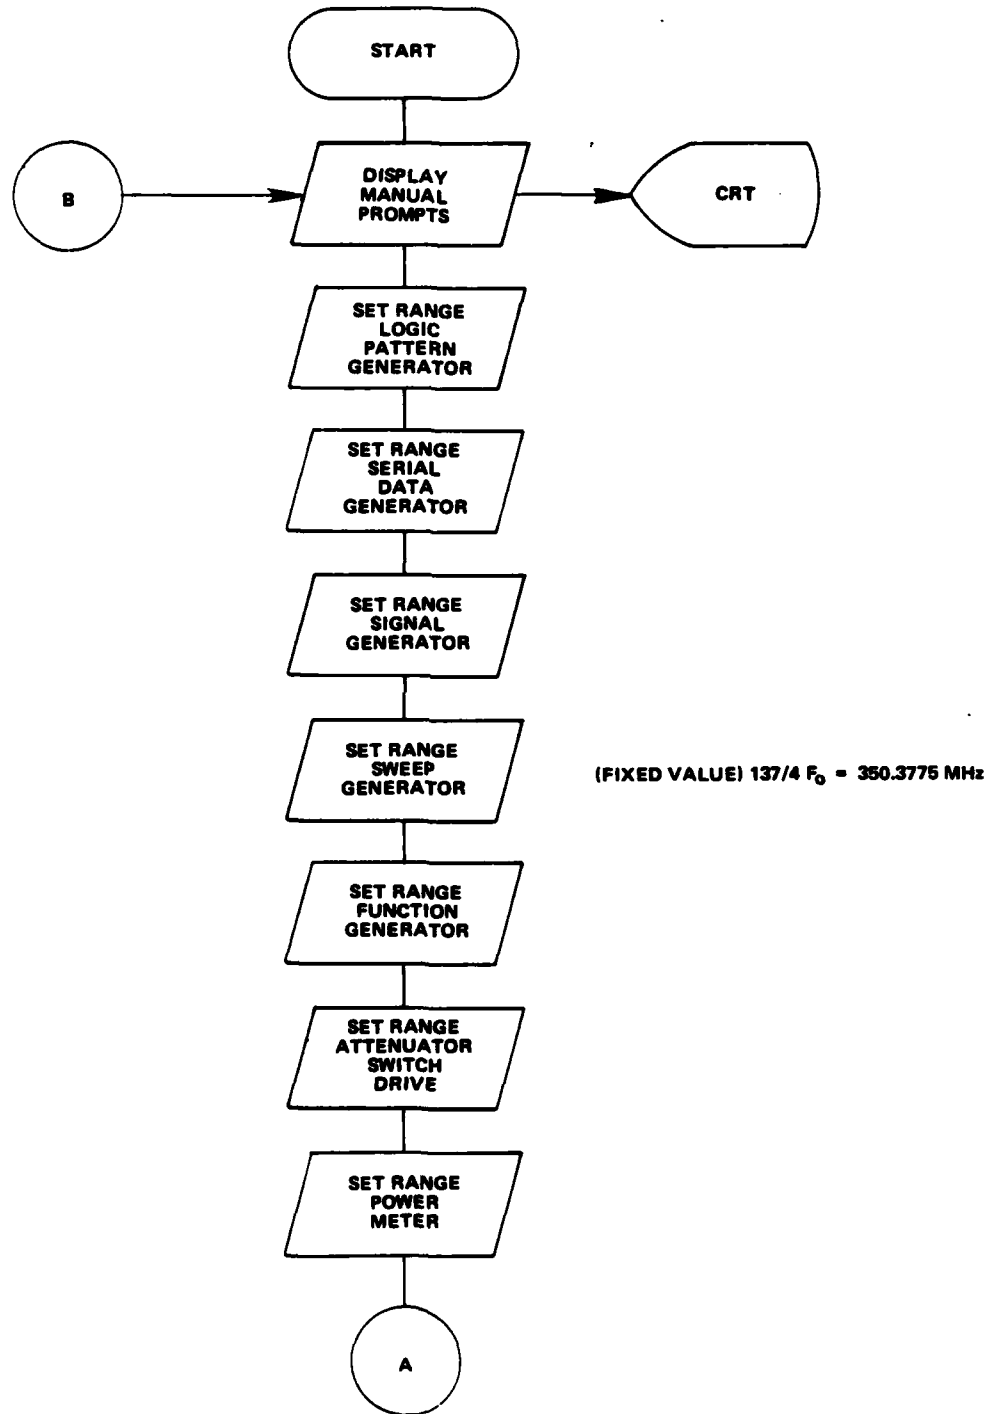 START
B
DISPLAY
MANUAL
PROMPTS
CRT
SET RANGE
LOGIC
PATTERN
GENERATOR
SET RANGE
SERIAL
DATA
GENERATOR
SET RANGE
SIGNAL
GENERATOR
SET RANGE
SWEEP
GENERATOR
(FIXED VALUE) 137/4 F₀ = 350.3775 MHz
SET RANGE
FUNCTION
GENERATOR
SET RANGE
ATTENUATOR
SWITCH
DRIVE
SET RANGE
POWER
METER
A